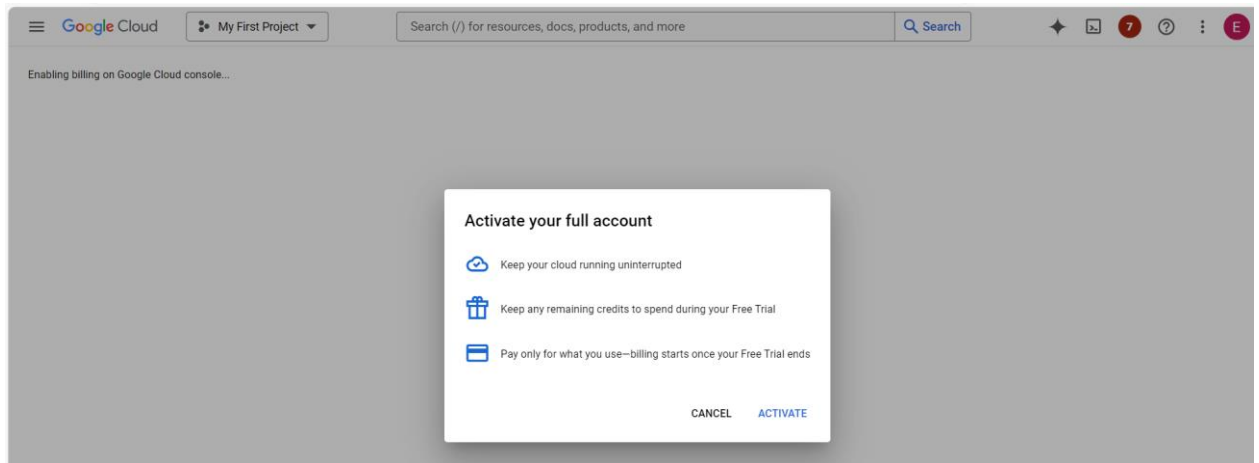 Google Cloud
My First Project
Search (/) for resources, docs, products, and more
Search
7
E
Enabling billing on Google Cloud console...
Activate your full account
Keep your cloud running uninterrupted
Keep any remaining credits to spend during your Free Trial
Pay only for what you use—billing starts once your Free Trial ends
CANCEL
ACTIVATE